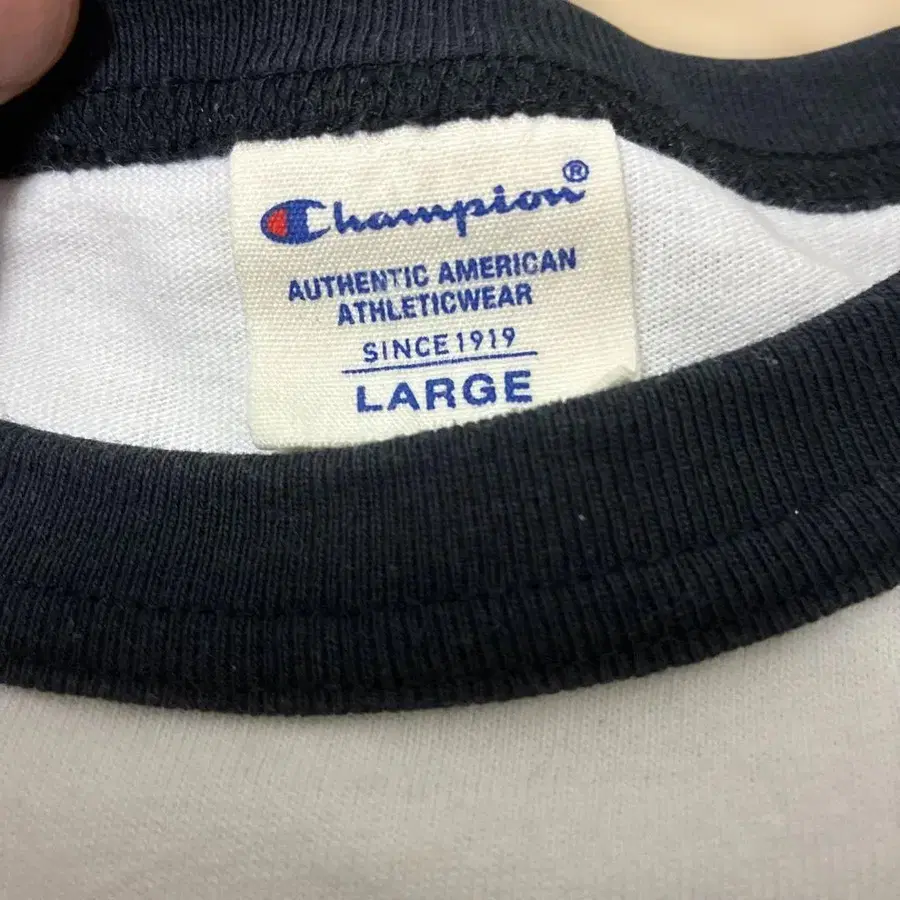 Champion®
AUTHENTIC AMERICAN
ATHLETICWEAR
SINCE 1919
LARGE